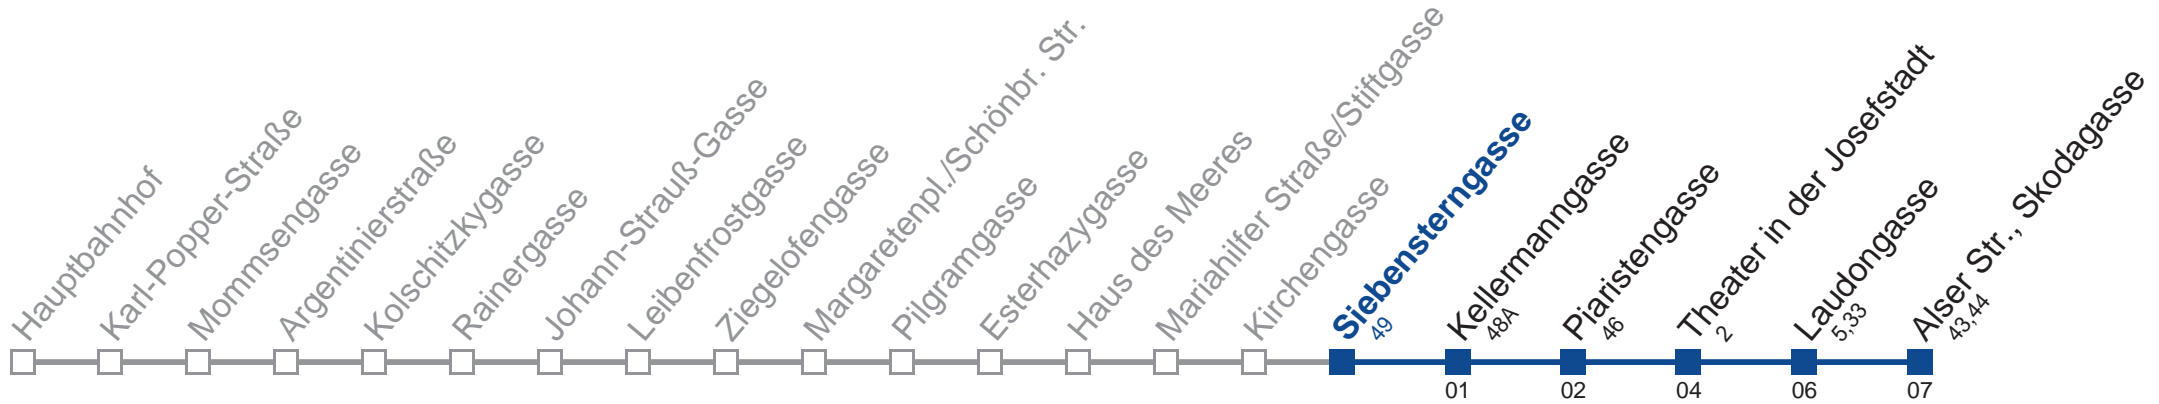 Hauptbahnhof
Karl-Popper-Straße
Mommsengasse
Argentinierstraße
Kolschitzkygasse
Rainergasse
Johann-Strauß-Gasse
Leibenfrostgasse
Ziegelofengasse
Margaretenpl./Schönbr. Str.
Pilgramgasse
Esterhazygasse
Haus des Meeres
Mariahilfer Straße/Stiftgasse
Kirchengasse
Siebensterngasse
49
Kellermanngasse
48A
Piaristengasse
46
Theater in der Josefstadt
2
Laudongasse
5,33
Alser Str., Skodagasse
43,44
01 02 04 06 07